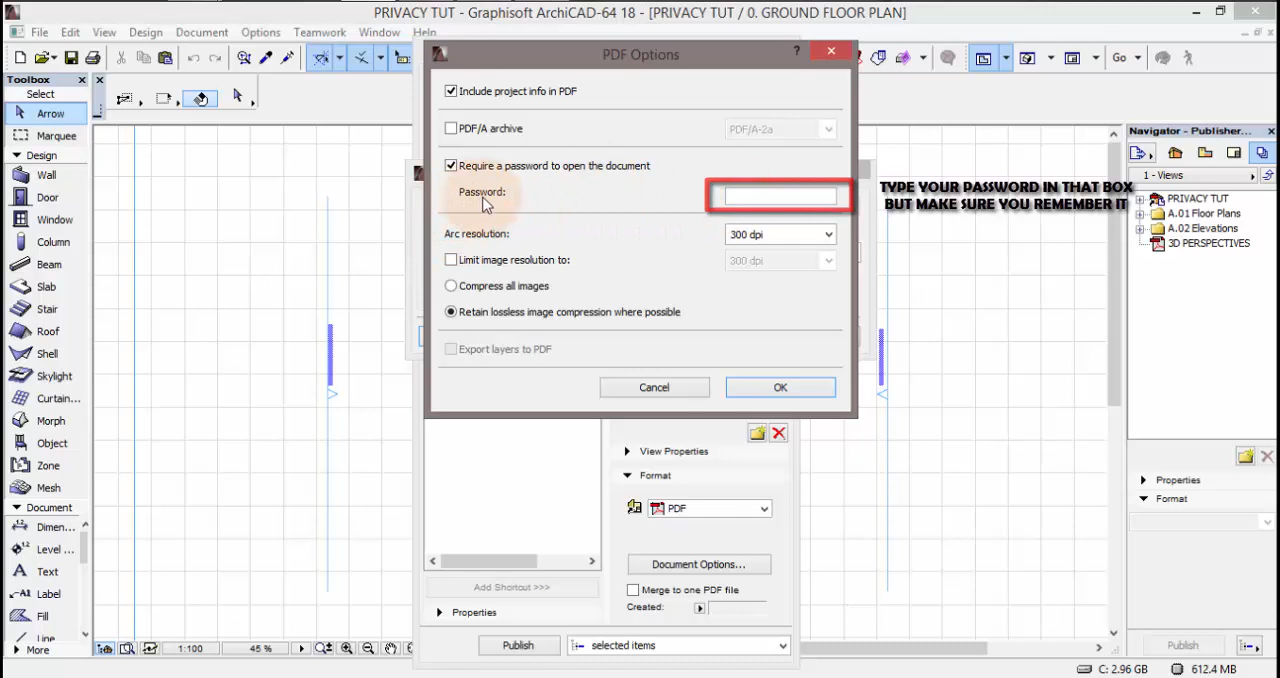 PRIVACY TUT - Graphisoft ArchiCAD-64 18 - [PRIVACY TUT / 0. GROUND FLOOR PLAN]
File Edit View Design Document Options Teamwork Window Help
Go
Toolbox
Select
Arrow
Marquee
Design
Wall
Door
Window
Column
Beam
Slab
Stair
Roof
Shell
Skylight
Curtain...
Morph
Object
Zone
Mesh
Document
Dimen...
Level ...
Text
Label
Fill
Line
More
PDF Options
?
Include project info in PDF
PDF/A archive PDF/A-2a
Require a password to open the document
Password:
Arc resolution: 300 dpi
Limit image resolution to: 300 dpi
Compress all images
Retain lossless image compression where possible
Export layers to PDF
Cancel OK
TYPE YOUR PASSWORD IN THAT BOX
BUT MAKE SURE YOU REMEMBER IT
View Properties
Format
PDF
Document Options...
Merge to one PDF file
Created:
Add Shortcut >>>
Properties
Publish selected items
Navigator - Publisher...
1 - Views
PRIVACY TUT
A.01 Floor Plans
A.02 Elevations
3D PERSPECTIVES
Properties
Format
Publish
1:100 45 %
C: 2.96 GB 612.4 MB